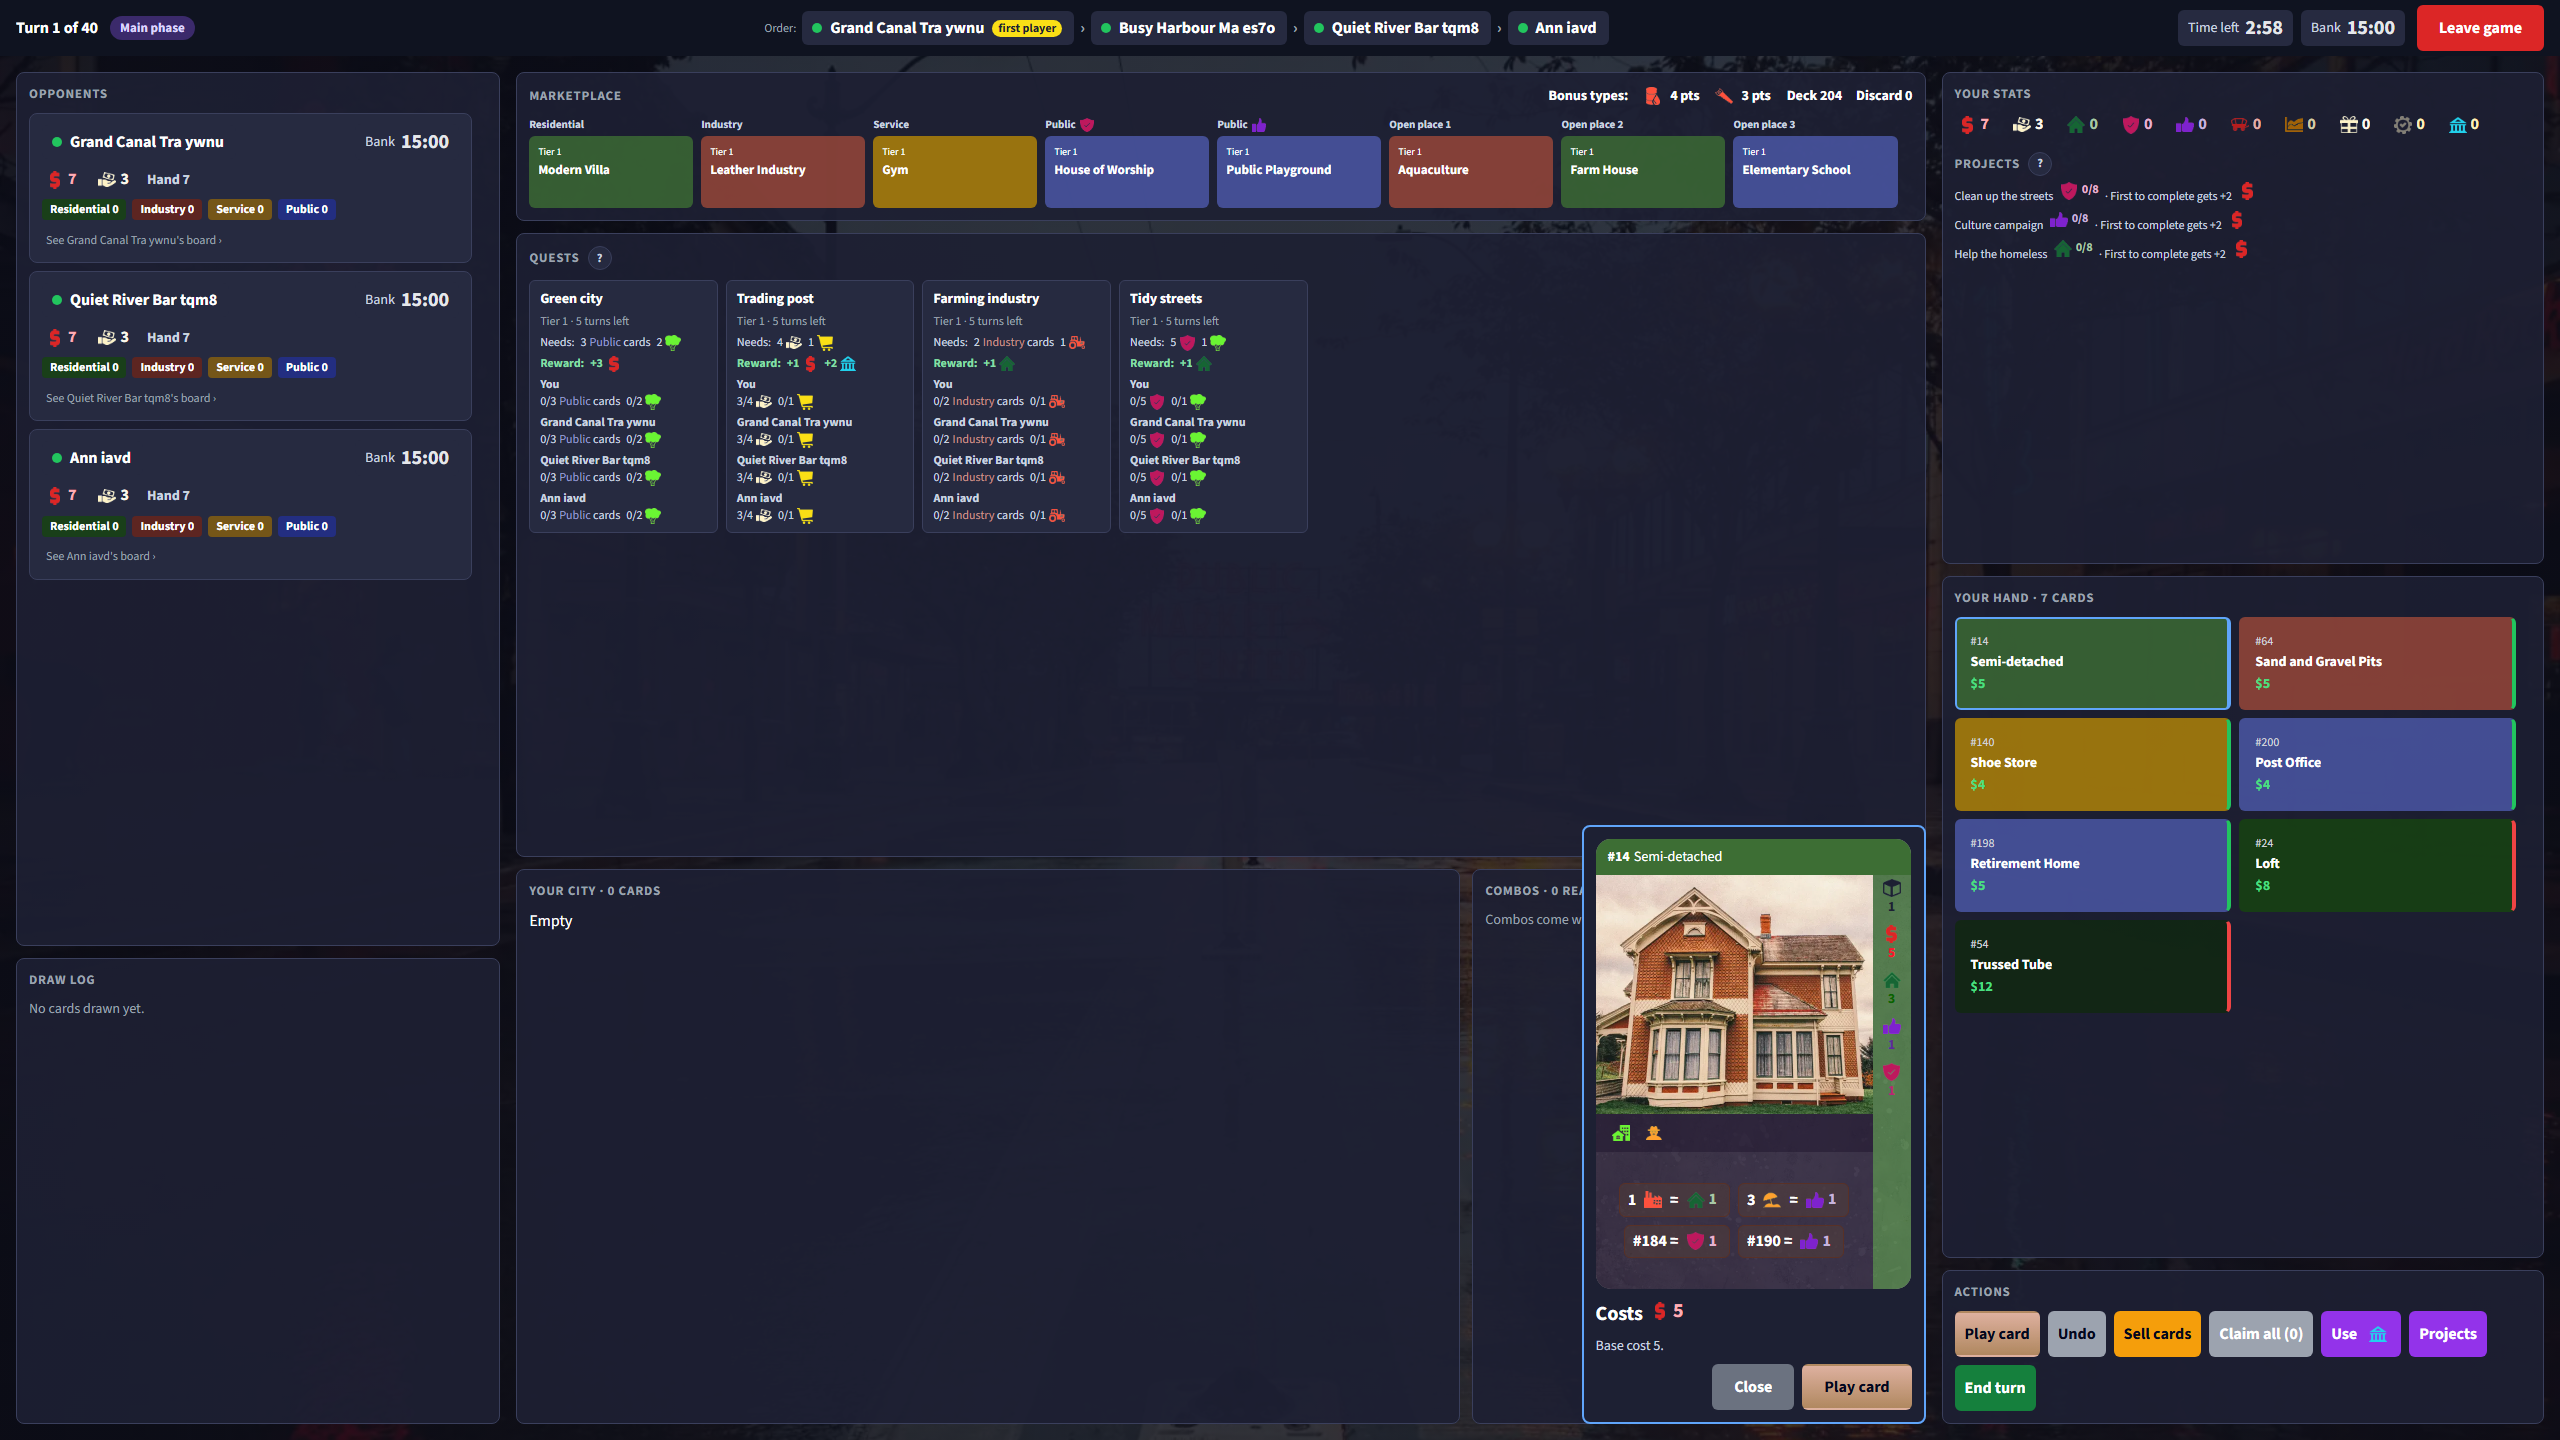 Turn 1 of 40 Main phase
Order: Grand Canal Tra ywnu first player › Busy Harbour Ma es7o › Quiet River Bar tqm8 › Ann iavd
Time left 2:58 Bank 15:00 Leave game
OPPONENTS
Grand Canal Tra ywnu Bank 15:00
7 3 Hand 7
Residential 0 Industry 0 Service 0 Public 0
See Grand Canal Tra ywnu's board ›
Quiet River Bar tqm8 Bank 15:00
7 3 Hand 7
Residential 0 Industry 0 Service 0 Public 0
See Quiet River Bar tqm8's board ›
Ann iavd Bank 15:00
7 3 Hand 7
Residential 0 Industry 0 Service 0 Public 0
See Ann iavd's board ›
DRAW LOG
No cards drawn yet.
MARKETPLACE
Bonus types: 4 pts 3 pts Deck 204 Discard 0
Residential
Tier 1
Modern Villa
Industry
Tier 1
Leather Industry
Service
Tier 1
Gym
Public
Tier 1
House of Worship
Public
Tier 1
Public Playground
Open place 1
Tier 1
Aquaculture
Open place 2
Tier 1
Farm House
Open place 3
Tier 1
Elementary School
QUESTS ?
Green city
Tier 1 · 5 turns left
Needs: 3 Public cards 2
Reward: +3
You
0/3 Public cards 0/2
Grand Canal Tra ywnu
0/3 Public cards 0/2
Quiet River Bar tqm8
0/3 Public cards 0/2
Ann iavd
0/3 Public cards 0/2
Trading post
Tier 1 · 5 turns left
Needs: 4 1
Reward: +1 +2
You
3/4 0/1
Grand Canal Tra ywnu
3/4 0/1
Quiet River Bar tqm8
3/4 0/1
Ann iavd
3/4 0/1
Farming industry
Tier 1 · 5 turns left
Needs: 2 Industry cards 1
Reward: +1
You
0/2 Industry cards 0/1
Grand Canal Tra ywnu
0/2 Industry cards 0/1
Quiet River Bar tqm8
0/2 Industry cards 0/1
Ann iavd
0/2 Industry cards 0/1
Tidy streets
Tier 1 · 5 turns left
Needs: 5 1
Reward: +1
You
0/5 0/1
Grand Canal Tra ywnu
0/5 0/1
Quiet River Bar tqm8
0/5 0/1
Ann iavd
0/5 0/1
YOUR CITY · 0 CARDS
Empty
COMBOS · 0 REA
Combos come w
#14 Semi-detached
1
5
3
1
1
1 = 1 3 = 1
#184 = 1 #190 = 1
Costs $ 5
Base cost 5.
Close Play card
YOUR STATS
$ 7 3 0 0 0 0 0 0 0 0
PROJECTS ?
Clean up the streets 0/8 · First to complete gets +2
Culture campaign 0/8 · First to complete gets +2
Help the homeless 0/8 · First to complete gets +2
YOUR HAND · 7 CARDS
#14
Semi-detached
$5
#64
Sand and Gravel Pits
$5
#140
Shoe Store
$4
#200
Post Office
$4
#198
Retirement Home
$5
#24
Loft
$8
#54
Trussed Tube
$12
ACTIONS
Play card Undo Sell cards Claim all (0) Use Projects
End turn